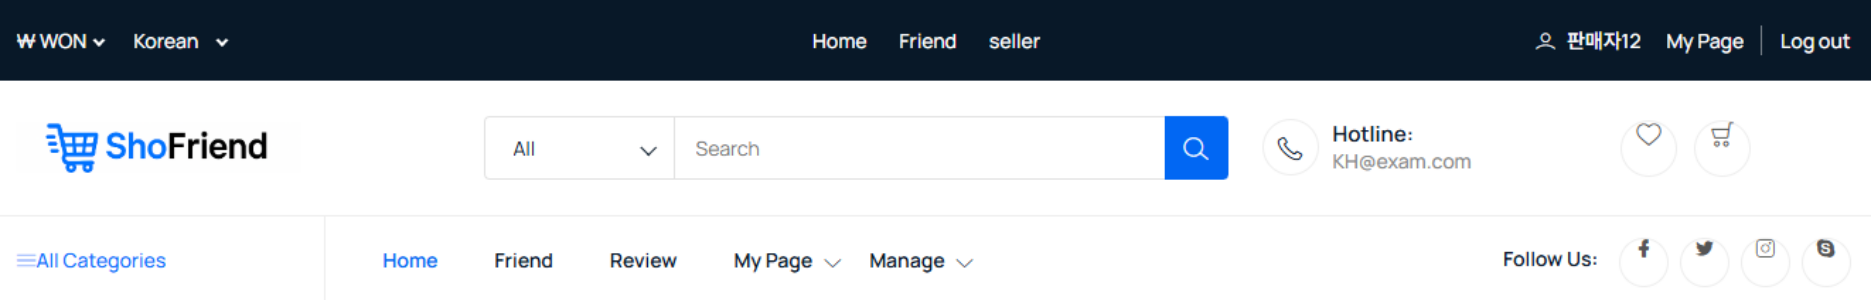 ₩ WON Korean Home Friend seller 판매자12 My Page Log out
ShoFriend All Search Hotline:
KH@exam.com
All Categories Home Friend Review My Page Manage Follow Us: